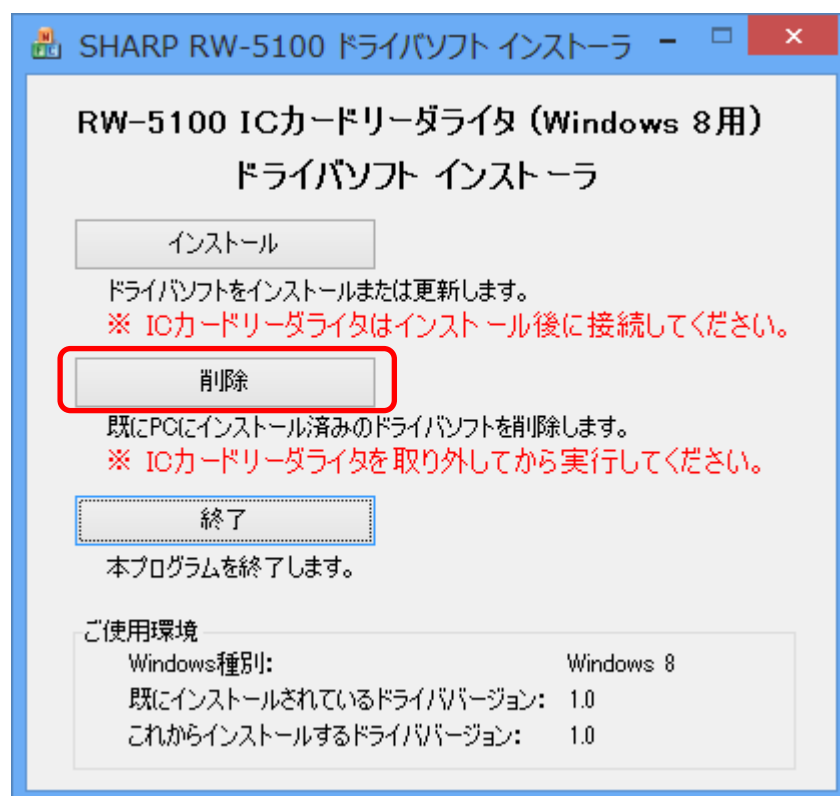 SHARP RW-5100 ドライバソフト インストーラ
RW-5100 ICカードリーダライタ (Windows 8用)
ドライバソフト インストーラ
インストール
ドライバソフトをインストールまたは更新します。
※ ICカードリーダライタはインストール後に接続してください。
削除
既にPCにインストール済みのドライバソフトを削除します。
※ ICカードリーダライタを取り外してから実行してください。
終了
本プログラムを終了します。
ご使用環境
Windows種別: Windows 8
既にインストールされているドライババージョン: 1.0
これからインストールするドライババージョン: 1.0